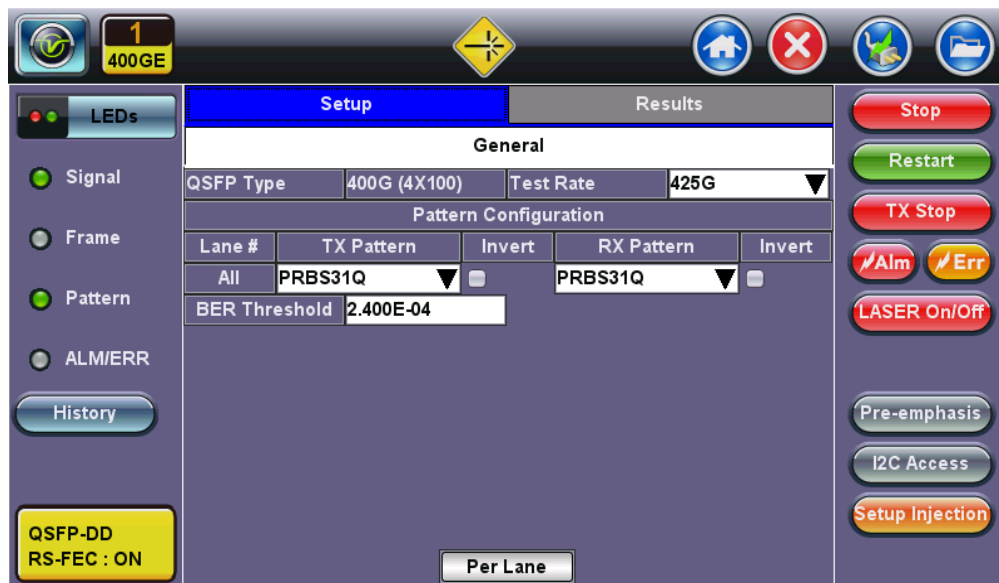 1
400GE
LEDs
Signal
Frame
Pattern
ALM/ERR
History
QSFP-DD
RS-FEC : ON
Setup
Results
General
QSFP Type
400G (4X100)
Test Rate
425G
Pattern Configuration
Lane #
TX Pattern
Invert
RX Pattern
Invert
All
PRBS31Q
PRBS31Q
BER Threshold
2.400E-04
Per Lane
Stop
Restart
TX Stop
Alm
Err
LASER On/Off
Pre-emphasis
I2C Access
Setup Injection